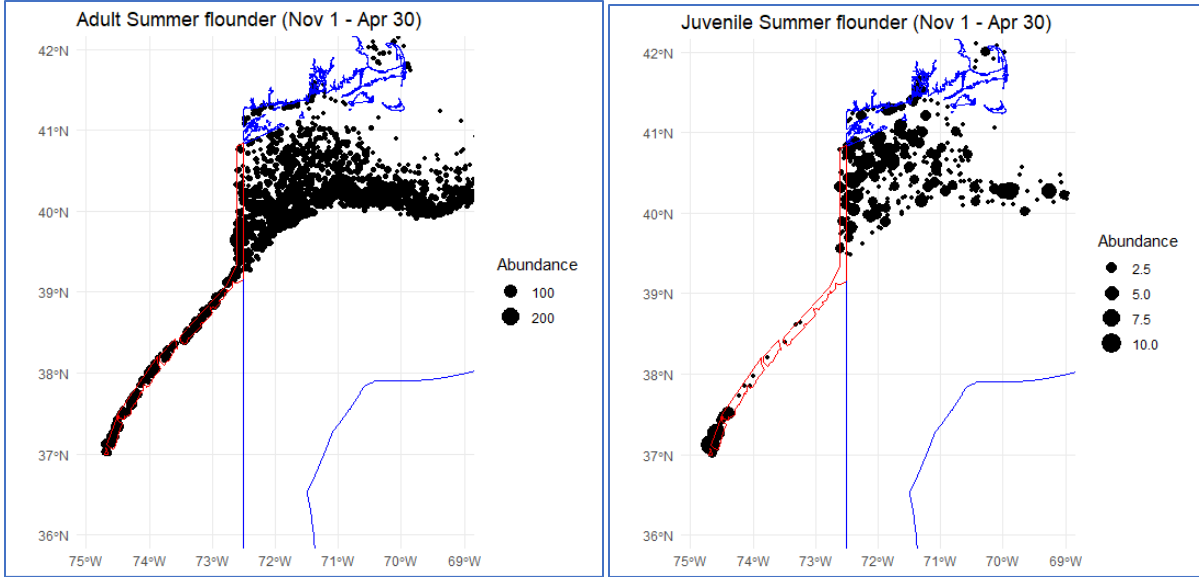 Adult Summer flounder (Nov 1 - Apr 30)
42°N
41°N
40°N
39°N
38°N
37°N
36°N
75°W 74°W 73°W 72°W 71°W 70°W 69°W
Abundance
100
200
Juvenile Summer flounder (Nov 1 - Apr 30)
42°N
41°N
40°N
39°N
38°N
37°N
36°N
75°W 74°W 73°W 72°W 71°W 70°W 69°W
Abundance
2.5
5.0
7.5
10.0